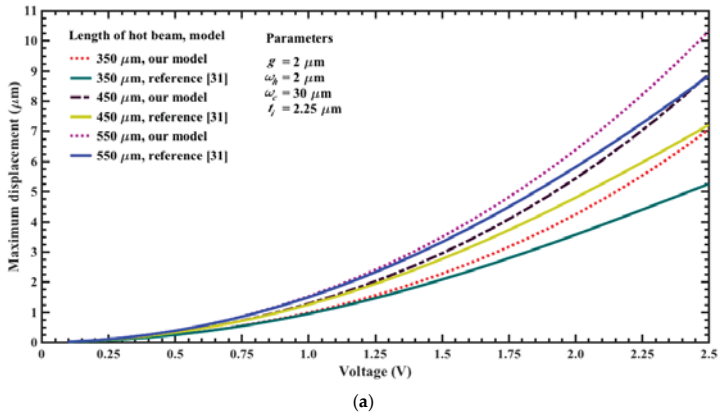 11
10
9
8
7
6
5
4
3
2
1
0
Maximum displacement (μm)
Length of hot beam, model
350 μm, our model
350 μm, reference [31]
450 μm, our model
450 μm, reference [31]
550 μm, our model
550 μm, reference [31]
Parameters
g = 2 μm
ω_h = 2 μm
ω_c = 30 μm
t_i = 2.25 μm
0 0.25 0.5 0.75 1.0 1.25 1.5 1.75 2.0 2.25 2.5
Voltage (V)
(a)